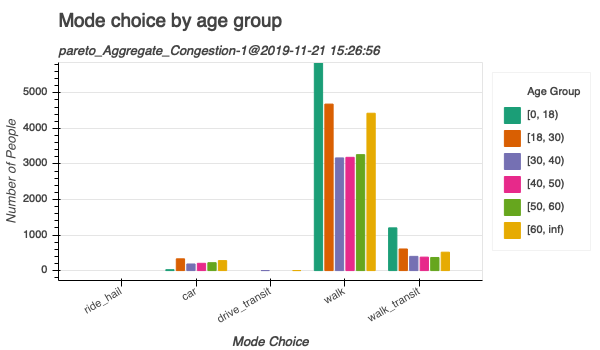 Mode choice by age group
pareto_Aggregate_Congestion-1@2019-11-21 15:26:56
Number of People
5000
4000
3000
2000
1000
0
ride_hail
car
drive_transit
walk
walk_transit
Mode Choice
Age Group
[0, 18)
[18, 30)
[30, 40)
[40, 50)
[50, 60)
[60, inf)